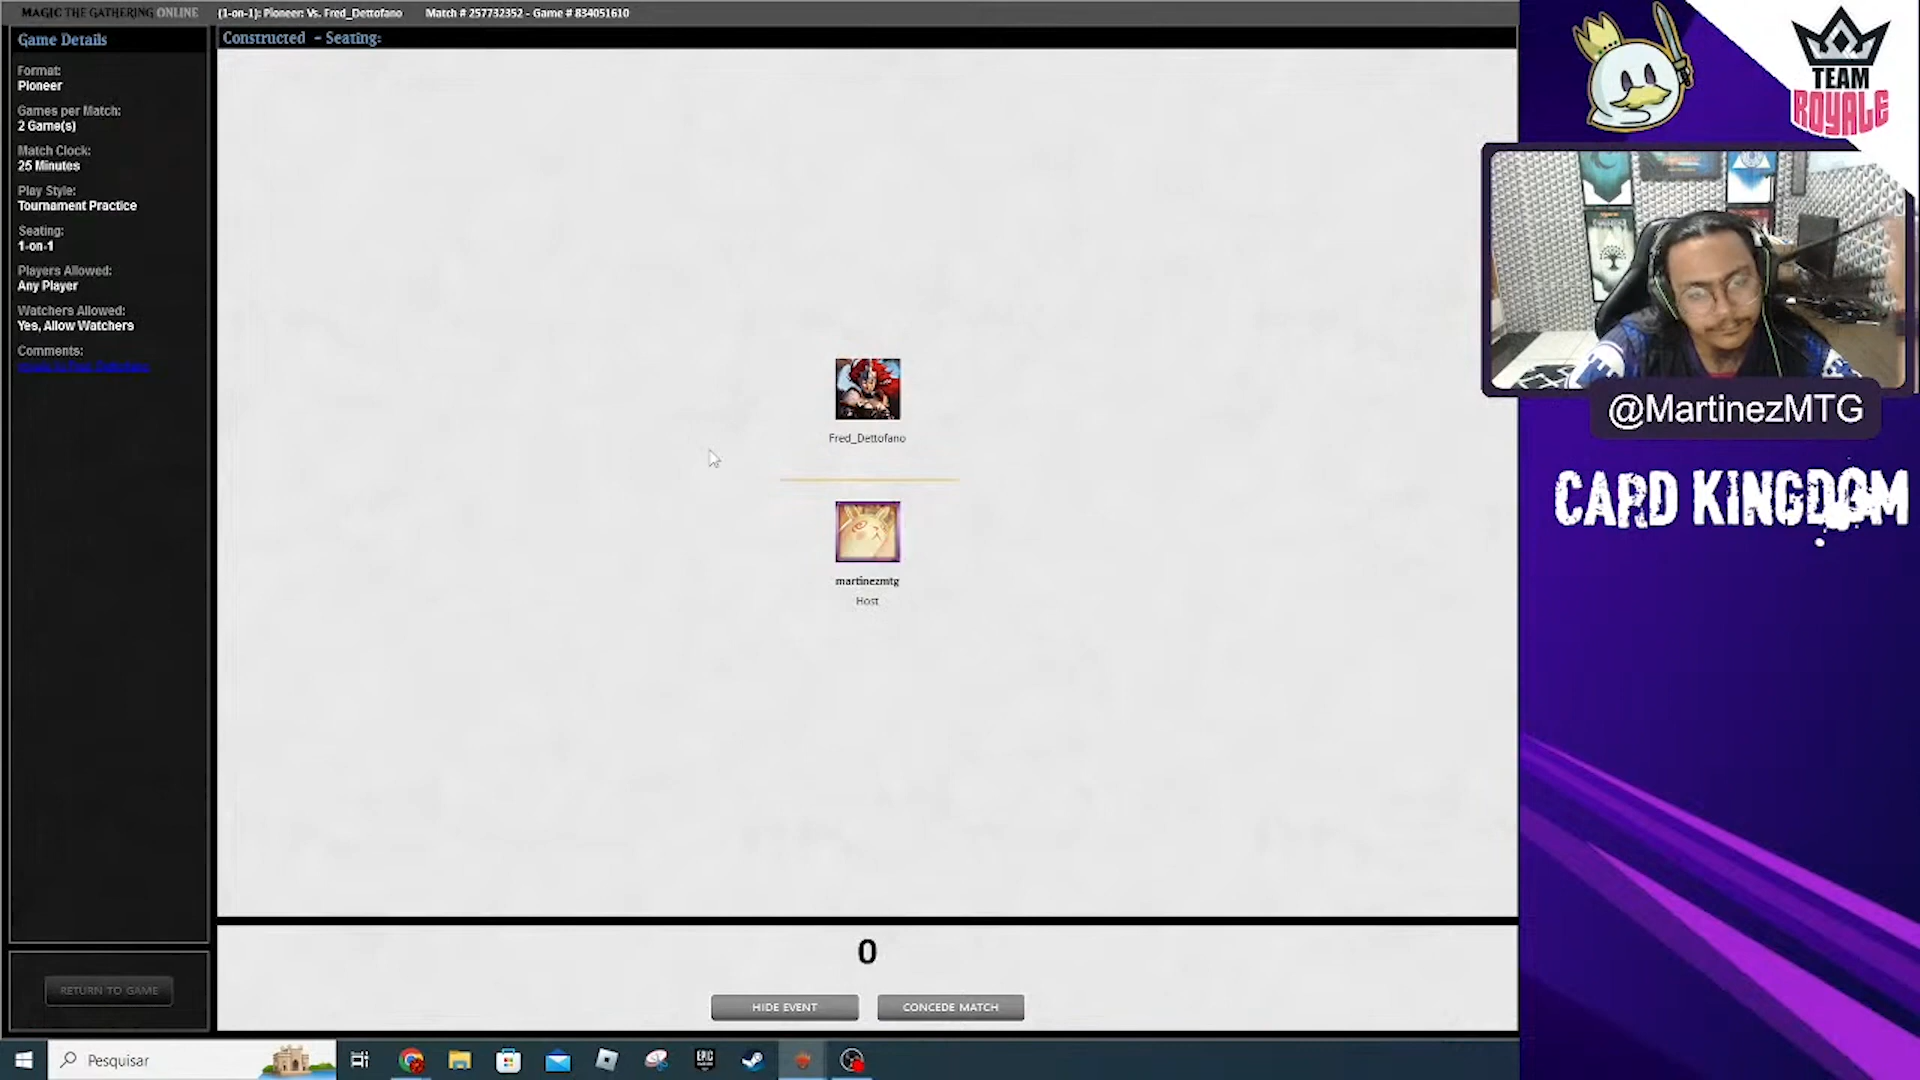 MAGIC THE GATHERING ONLINE
(1-on-1): Pioneer: Vs. Fred_Dettofano
Match # 257732352 - Game # 834051610
Game Details
Constructed - Seating:
Format:
Pioneer
Games per Match:
2 Game(s)
Match Clock:
25 Minutes
Play Style:
Tournament Practice
Seating:
1-on-1
Players Allowed:
Any Player
Watchers Allowed:
Yes, Allow Watchers
Comments:
Fred_Dettofano
martinezmtg
Host
0
RETURN TO GAME
HIDE EVENT
CONCEDE MATCH
Pesquisar
EPIC
TEAM
ROYALE
@MartinezMTG
CARD KINGDOM